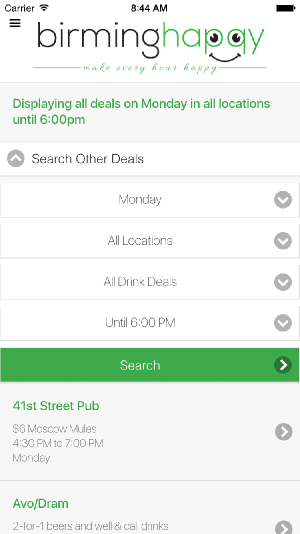 Carrier 8:44 AM
birminghappy
make every hour happy
Displaying all deals on Monday in all locations
until 6:00pm
Search Other Deals
Monday
All Locations
All Drink Deals
Until 6:00 PM
Search
41st Street Pub
$6 Moscow Mules
4:30 PM to 7:00 PM
Monday
Avo/Dram
2-for-1 beers and well & call drinks